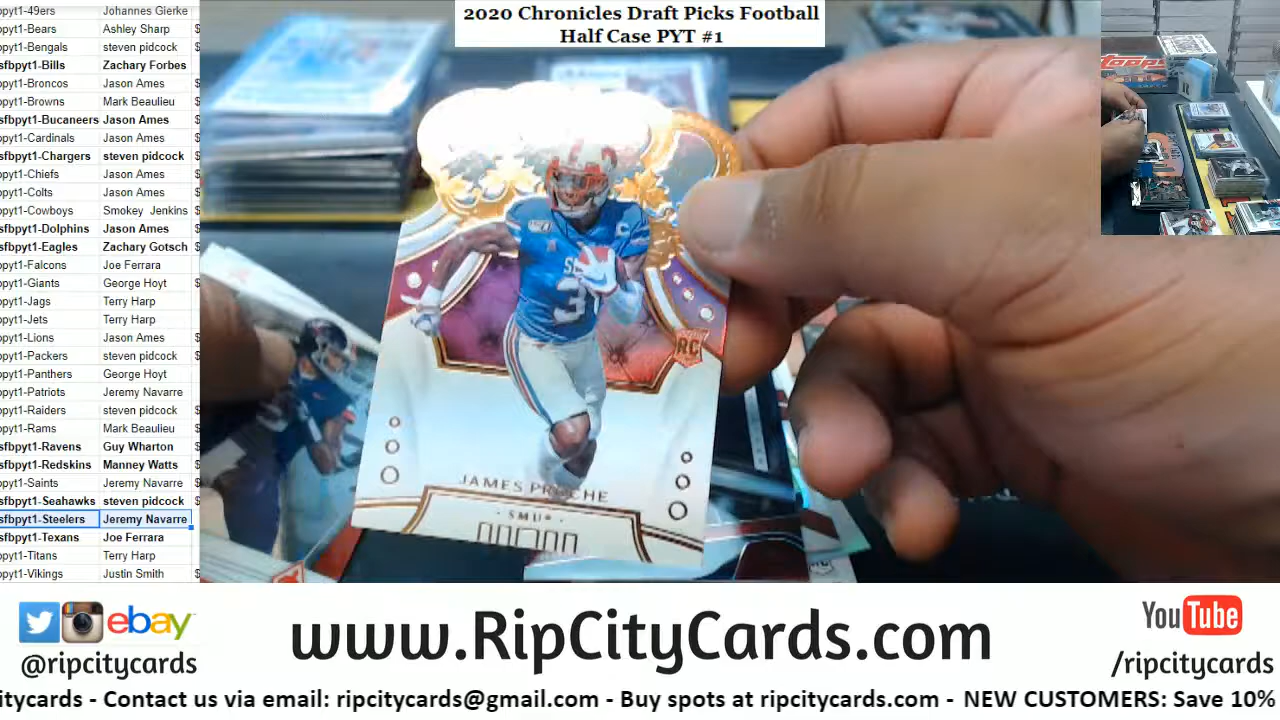 2020 Chronicles Draft Picks Football
Half Case PYT #1
pyt1-49ers Johannes Gierke
pyt1-Bears Ashley Sharp
pyt1-Bengals steven pidcock
sfbpyt1-Bills Zachary Forbes
pyt1-Broncos Jason Ames
pyt1-Browns Mark Beaulieu
sfbpyt1-Bucaneers Jason Ames
pyt1-Cardinals Jason Ames
sfbpyt1-Chargers steven pidcock
pyt1-Chiefs Jason Ames
pyt1-Colts Jason Ames
pyt1-Cowboys Smokey Jenkins
sfbpyt1-Dolphins Jason Ames
sfbpyt1-Eagles Zachary Gotsch
pyt1-Falcons Joe Ferrara
pyt1-Giants George Hoyt
pyt1-Jags Terry Harp
pyt1-Jets Terry Harp
pyt1-Lions Jason Ames
pyt1-Packers steven pidcock
pyt1-Panthers George Hoyt
pyt1-Patriots Jeremy Navarre
pyt1-Raiders steven pidcock
pyt1-Rams Mark Beaulieu
sfbpyt1-Ravens Guy Wharton
sfbpyt1-Redskins Manney Watts
pyt1-Saints Jeremy Navarre
sfbpyt1-Seahawks steven pidcock
sfbpyt1-Steelers Jeremy Navarre
sfbpyt1-Texans Joe Ferrara
pyt1-Titans Terry Harp
pyt1-Vikings Justin Smith
RC
JAMES PROCHE
SMU
ebay
@ripcitycards
www.RipCityCards.com
YouTube
/ripcitycards
citycards - Contact us via email: ripcitycards@gmail.com - Buy spots at ripcitycards.com - NEW CUSTOMERS: Save 10%